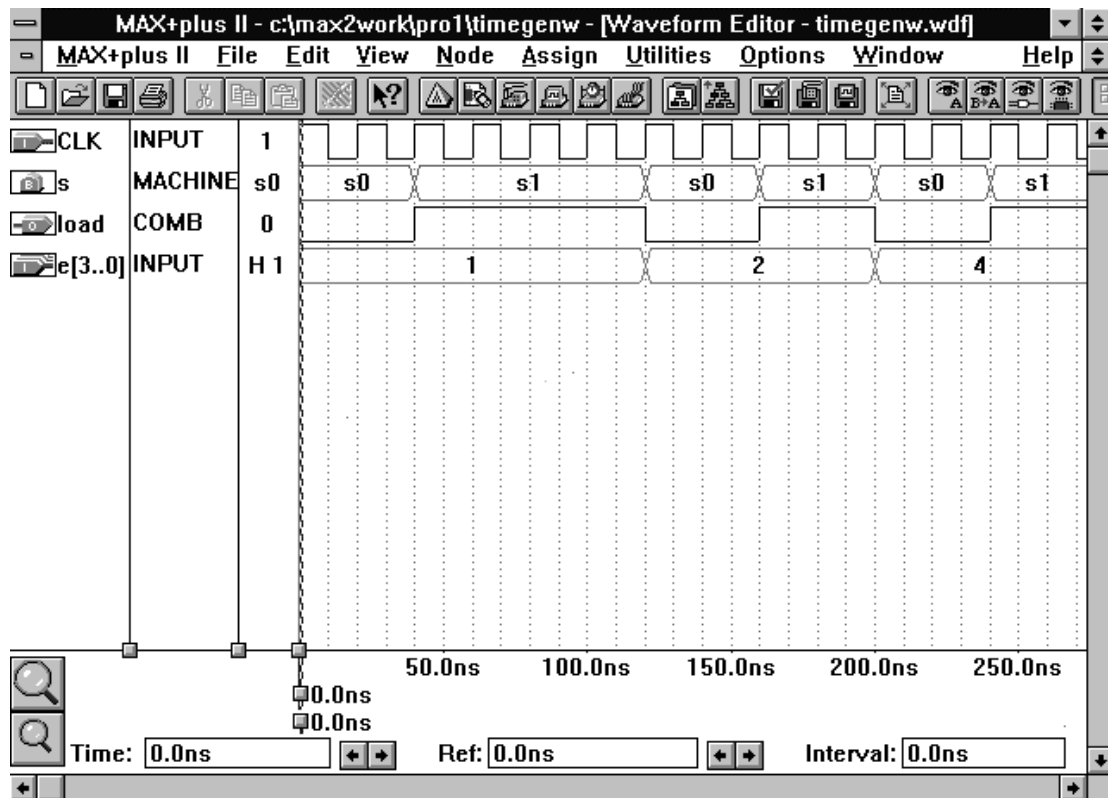 MAX+plus II - c:\max2work\pro1\timegenw - [Waveform Editor - timegenw.wdf]
MAX+plus II File Edit View Node Assign Utilities Options Window Help
CLK INPUT 1
s MACHINE s0 s0 s1 s0 s1 s0 s1
load COMB 0
e[3..0] INPUT H 1 1 2 4
50.0ns 100.0ns 150.0ns 200.0ns 250.0ns
0.0ns
0.0ns
Time: 0.0ns Ref: 0.0ns Interval: 0.0ns